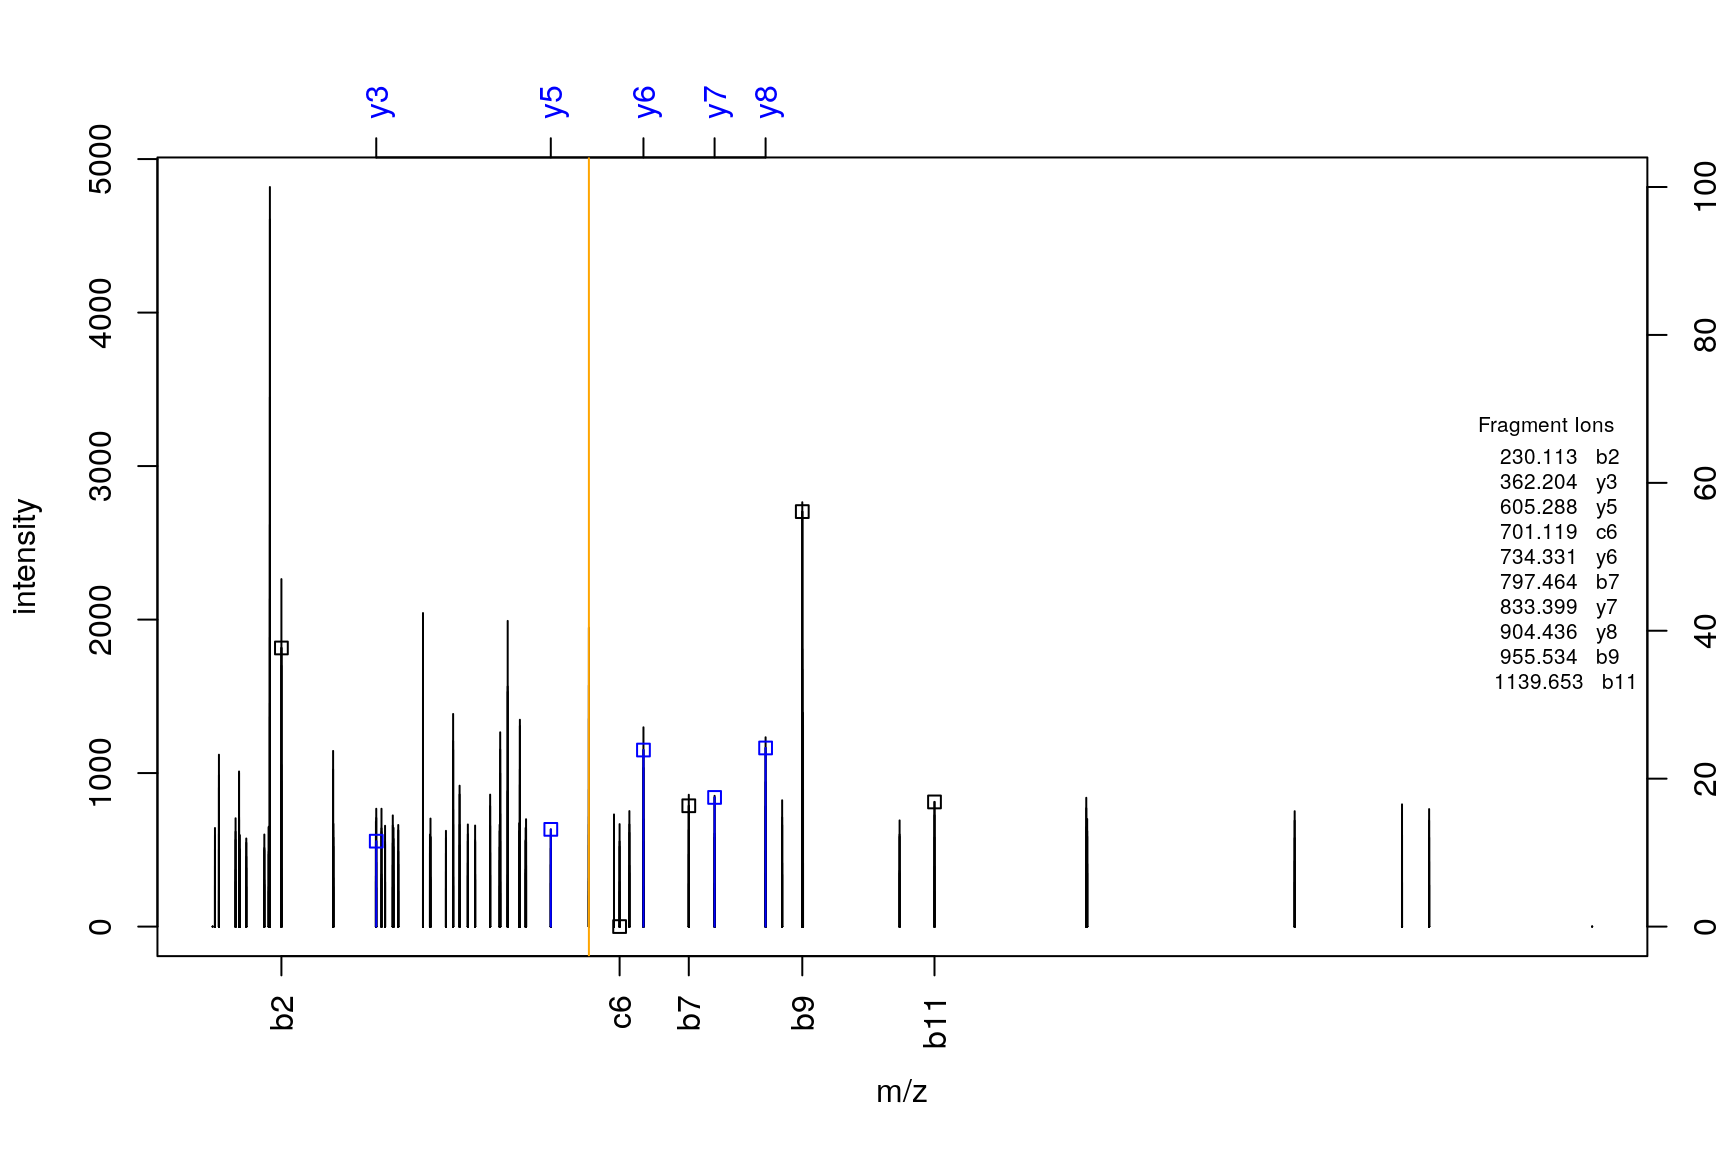 y3 y5 y6 y7 y8
5000
4000
3000
2000
1000
0
intensity
100
80
60
40
20
0
Fragment Ions
230.113 b2
362.204 y3
605.288 y5
701.119 c6
734.331 y6
797.464 b7
833.399 y7
904.436 y8
955.534 b9
1139.653 b11
b2 c6 b7 b9 b11
m/z